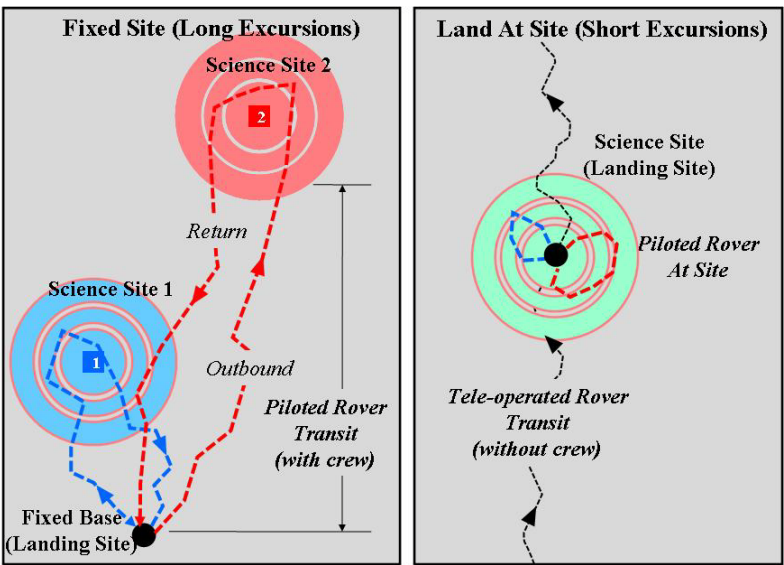 Fixed Site (Long Excursions)
Science Site 2
2
Return
Science Site 1
1
Outbound
Piloted Rover
Transit
(with crew)
Fixed Base
(Landing Site)
Land At Site (Short Excursions)
Science Site
(Landing Site)
Piloted Rover
At Site
Tele-operated Rover
Transit
(without crew)